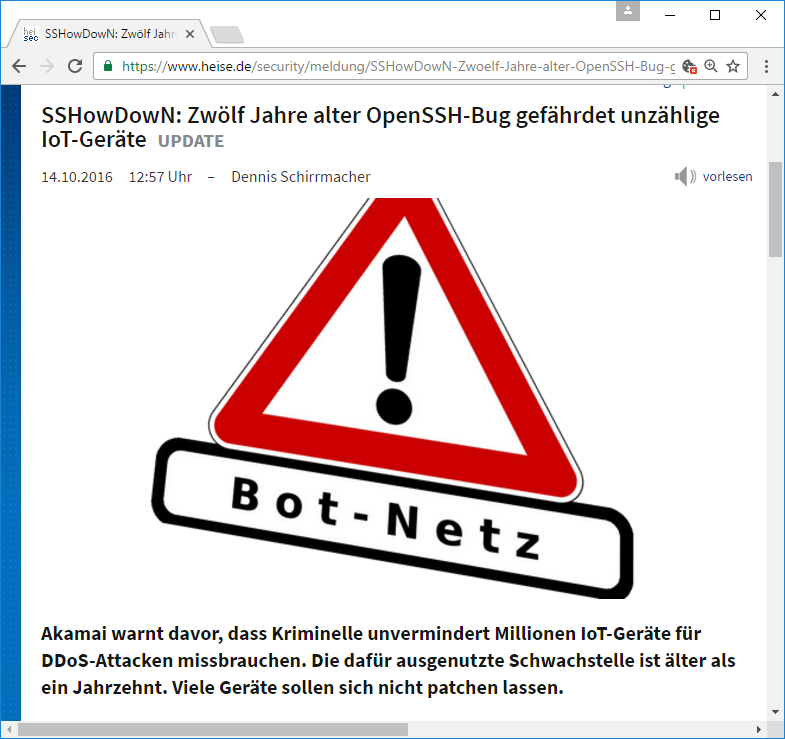 hei
sec
SSHowDowN: Zwölf Jahr
https://www.heise.de/security/meldung/SSHowDowN-Zwoelf-Jahre-alter-OpenSSH-Bug-g
SSHowDowN: Zwölf Jahre alter OpenSSH-Bug gefährdet unzählige
IoT-Geräte UPDATE
14.10.2016 12:57 Uhr – Dennis Schirrmacher
vorlesen
Bot-Netz
Akamai warnt davor, dass Kriminelle unvermindert Millionen IoT-Geräte für
DDoS-Attacken missbrauchen. Die dafür ausgenutzte Schwachstelle ist älter als
ein Jahrzehnt. Viele Geräte sollen sich nicht patchen lassen.